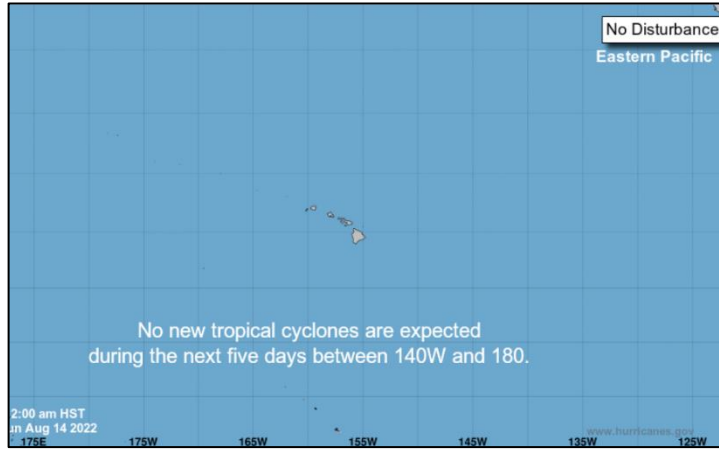 No Disturbance
Eastern Pacific
No new tropical cyclones are expected
during the next five days between 140W and 180.
2:00 am HST
un Aug 14 2022
www.hurricanes.gov
175E 175W 165W 155W 145W 135W 125W